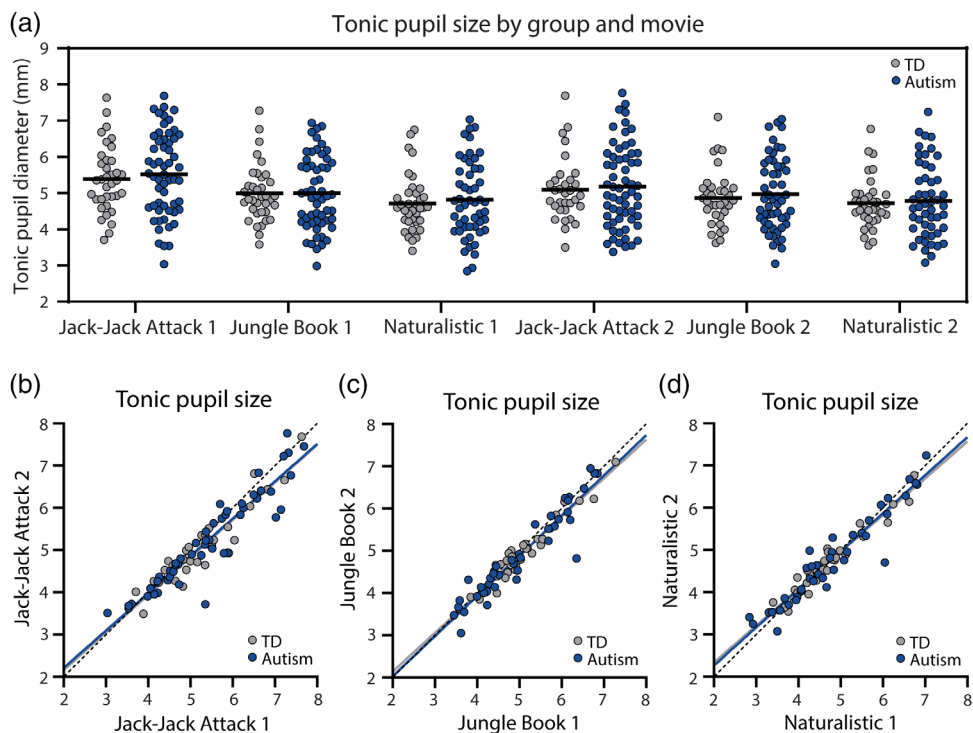 (a)
Tonic pupil size by group and movie
Tonic pupil diameter (mm)
9
8
7
6
5
4
3
2
TD
Autism
Jack-Jack Attack 1
Jungle Book 1
Naturalistic 1
Jack-Jack Attack 2
Jungle Book 2
Naturalistic 2
(b)
Tonic pupil size
Jack-Jack Attack 2
8
7
6
5
4
3
2
TD
Autism
2 3 4 5 6 7 8
Jack-Jack Attack 1
(c)
Tonic pupil size
Jungle Book 2
8
7
6
5
4
3
2
TD
Autism
2 3 4 5 6 7 8
Jungle Book 1
(d)
Tonic pupil size
Naturalistic 2
8
7
6
5
4
3
2
TD
Autism
2 3 4 5 6 7 8
Naturalistic 1